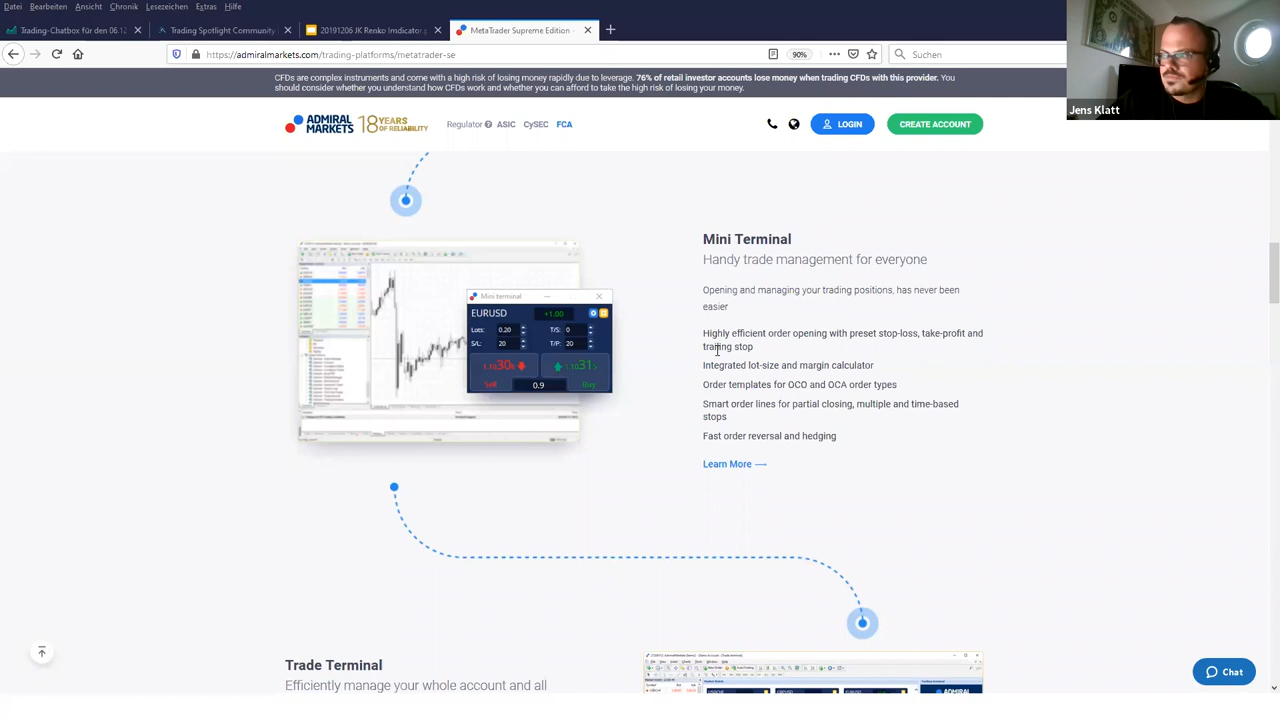 Datei Bearbeiten Ansicht Chronik Lesezeichen Extras Hilfe
Trading-Chatbox für den 06.12
Trading Spotlight Community
20191206 JK Renko Imdicator.p
MetaTrader Supreme Edition -
https://admiralmarkets.com/trading-platforms/metatrader-se
90%
Suchen
CFDs are complex instruments and come with a high risk of losing money rapidly due to leverage. 76% of retail investor accounts lose money when trading CFDs with this provider. You
should consider whether you understand how CFDs work and whether you can afford to take the high risk of losing your money.
Jens Klatt
ADMIRAL
MARKETS
18 YEARS
OF RELIABILITY
Regulator ASIC CySEC FCA
LOGIN
CREATE ACCOUNT
Mini Terminal
Handy trade management for everyone
Opening and managing your trading positions, has never been
easier
Highly efficient order opening with preset stop-loss, take-profit and
trailing stop
Integrated lot-size and margin calculator
Order templates for OCO and OCA order types
Smart order lines for partial closing, multiple and time-based
stops
Fast order reversal and hedging
Learn More
Mini terminal
EURUSD +1.00
Lots: 0.20 T/S: 0
S/L: 20 T/P: 20
Sell 0.9 Buy
Trade Terminal
Efficiently manage your whole account and all
Chat